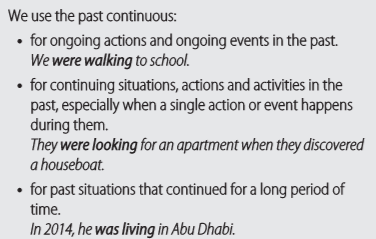 We use the past continuous:
• for ongoing actions and ongoing events in the past.
We were walking to school.
• for continuing situations, actions and activities in the
past, especially when a single action or event happens
during them.
They were looking for an apartment when they discovered
a houseboat.
• for past situations that continued for a long period of
time.
In 2014, he was living in Abu Dhabi.